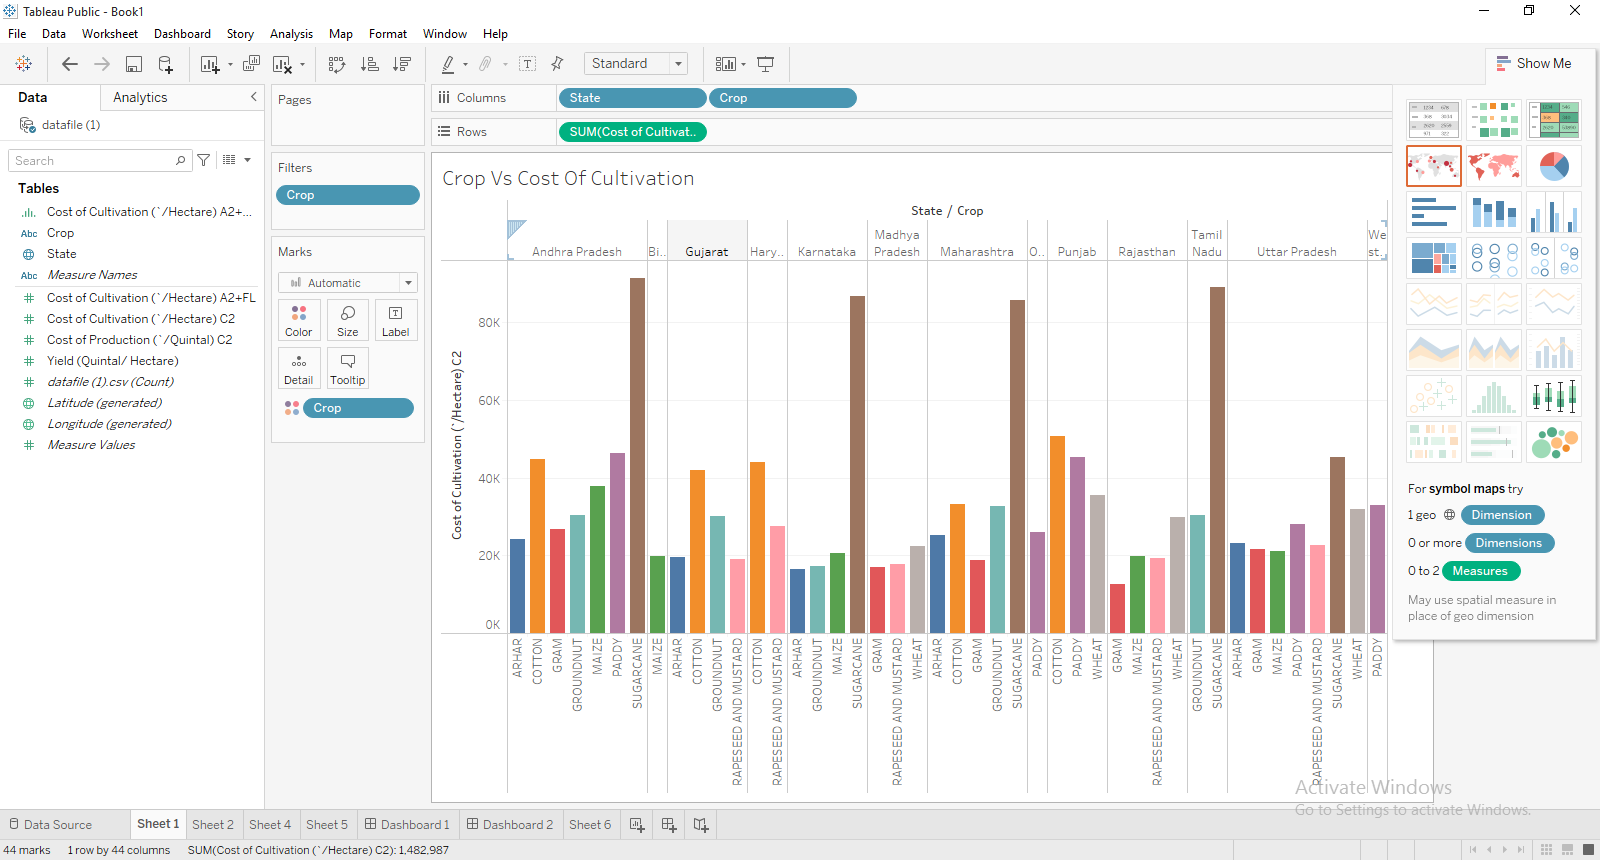 Tableau Public - Book1
File Data Worksheet Dashboard Story Analysis Map Format Window Help
Standard
Show Me
Data Analytics
datafile (1)
Search
Tables
Cost of Cultivation (`/Hectare) A2+...
Abc Crop
State
Abc Measure Names
Cost of Cultivation (`/Hectare) A2+FL
Cost of Cultivation (`/Hectare) C2
Cost of Production (`/Quintal) C2
Yield (Quintal/ Hectare)
datafile (1).csv (Count)
Latitude (generated)
Longitude (generated)
Measure Values
Pages
Filters
Crop
Marks
Automatic
Color Size Label
Detail Tooltip
Crop
Columns State Crop
Rows SUM(Cost of Cultivat..
Crop Vs Cost Of Cultivation
State / Crop
Andhra Pradesh
Bi..
Gujarat
Hary..
Karnataka
Madhya
Pradesh
Maharashtra
O..
Punjab
Rajasthan
Tamil
Nadu
Uttar Pradesh
We
st..
Cost of Cultivation (`/Hectare) C2
80K
60K
40K
20K
0K
ARHAR
COTTON
GRAM
GROUNDNUT
MAIZE
PADDY
SUGARCANE
MAIZE
ARHAR
COTTON
GROUNDNUT
RAPESEED AND MUSTARD
COTTON
RAPESEED AND MUSTARD
ARHAR
GROUNDNUT
MAIZE
SUGARCANE
GRAM
RAPESEED AND MUSTARD
WHEAT
ARHAR
COTTON
GRAM
GROUNDNUT
SUGARCANE
PADDY
COTTON
PADDY
WHEAT
GRAM
MAIZE
RAPESEED AND MUSTARD
WHEAT
GROUNDNUT
SUGARCANE
ARHAR
GRAM
MAIZE
PADDY
RAPESEED AND MUSTARD
SUGARCANE
WHEAT
PADDY
For symbol maps try
1 geo Dimension
0 or more Dimensions
0 to 2 Measures
May use spatial measure in
place of geo dimension
Activate Windows
Go to Settings to activate Windows.
Data Source Sheet 1 Sheet 2 Sheet 4 Sheet 5 Dashboard 1 Dashboard 2 Sheet 6
44 marks 1 row by 44 columns SUM(Cost of Cultivation (`/Hectare) C2): 1,482,987